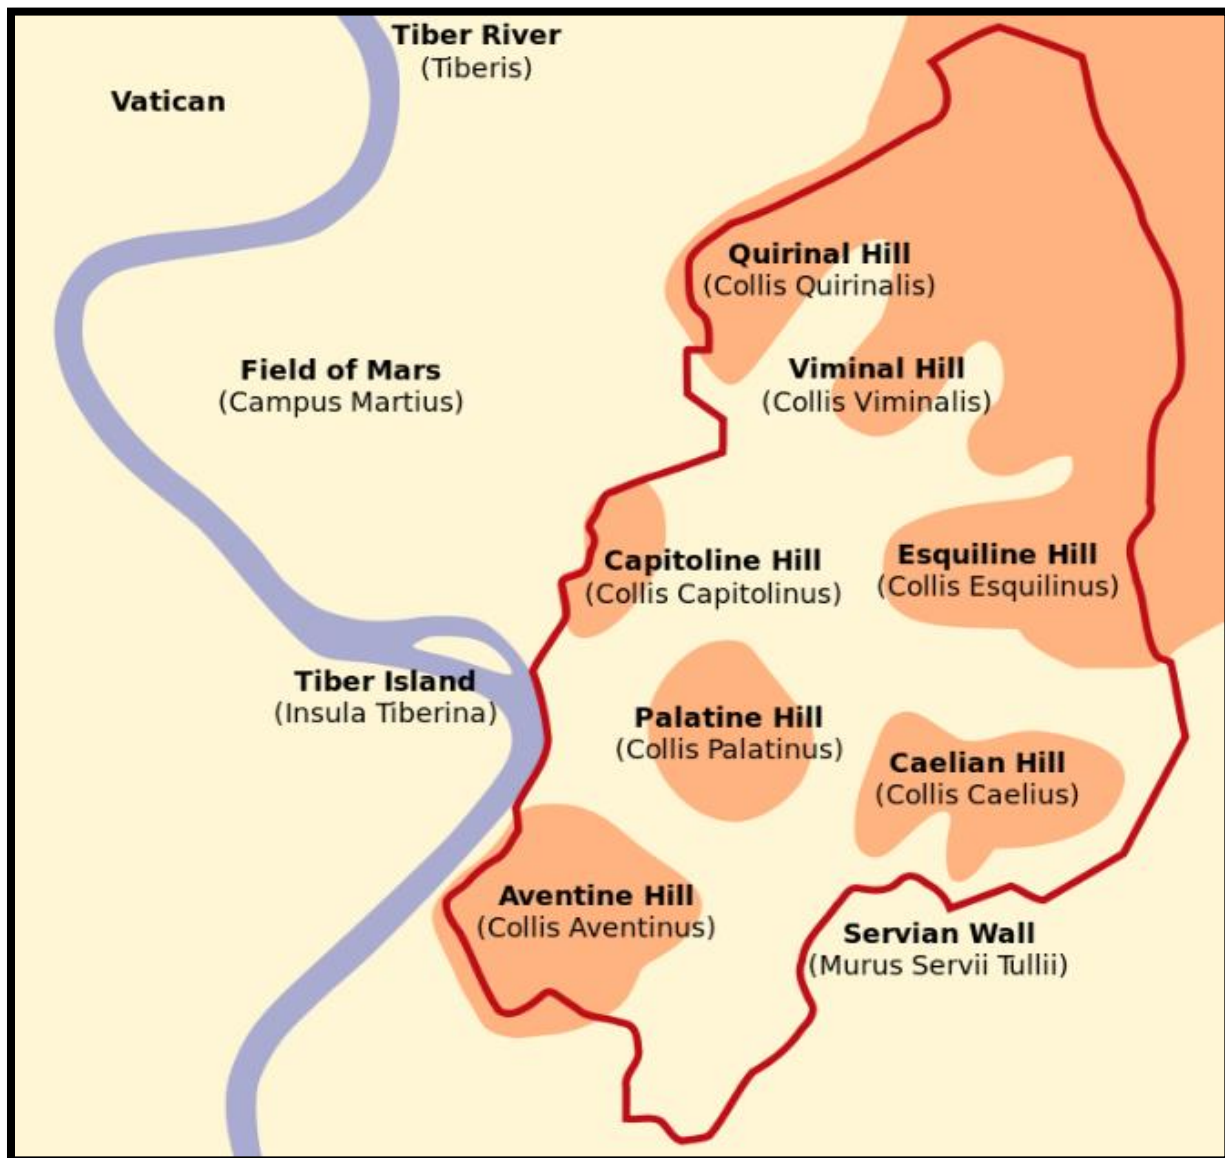 Tiber River
(Tiberis)
Vatican
Quirinal Hill
(Collis Quirinalis)
Field of Mars
(Campus Martius)
Viminal Hill
(Collis Viminalis)
Capitoline Hill
(Collis Capitolinus)
Esquiline Hill
(Collis Esquilinus)
Tiber Island
(Insula Tiberina)
Palatine Hill
(Collis Palatinus)
Caelian Hill
(Collis Caelius)
Aventine Hill
(Collis Aventinus)
Servian Wall
(Murus Servii Tullii)